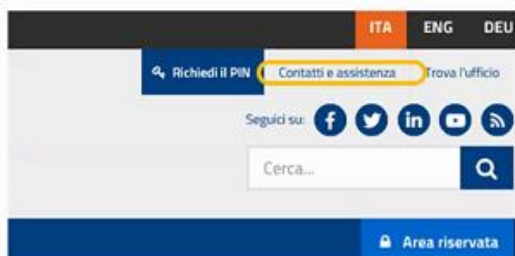 ITA ENG DEU
Richiedi il PIN Contatti e assistenza Trova l'ufficio
Seguici su:
Cerca...
Area riservata